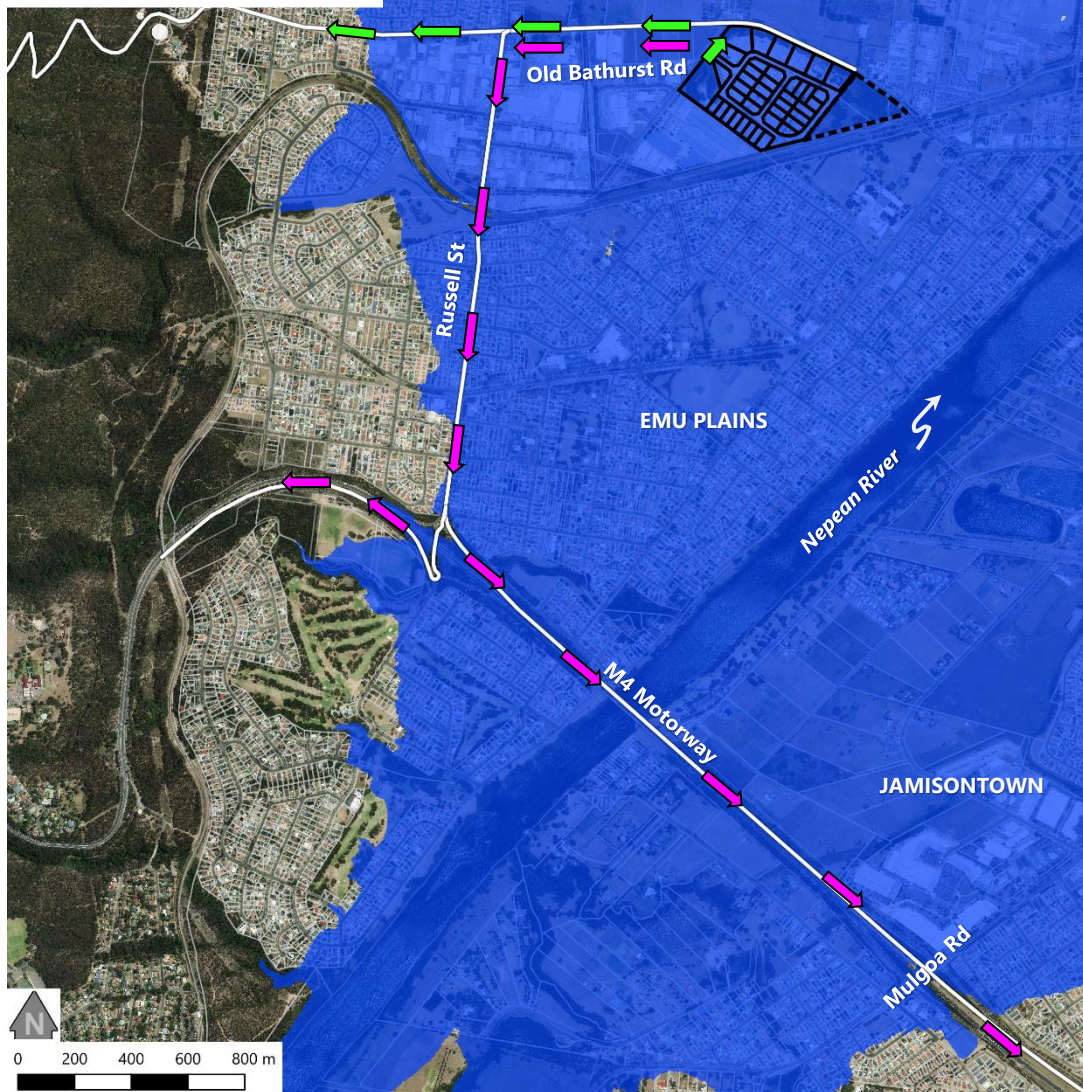 Old Bathurst Rd
Russell St
EMU PLAINS
Nepean River
M4 Motorway
JAMISONTOWN
Mulgoa Rd
N
0 200 400 600 800 m